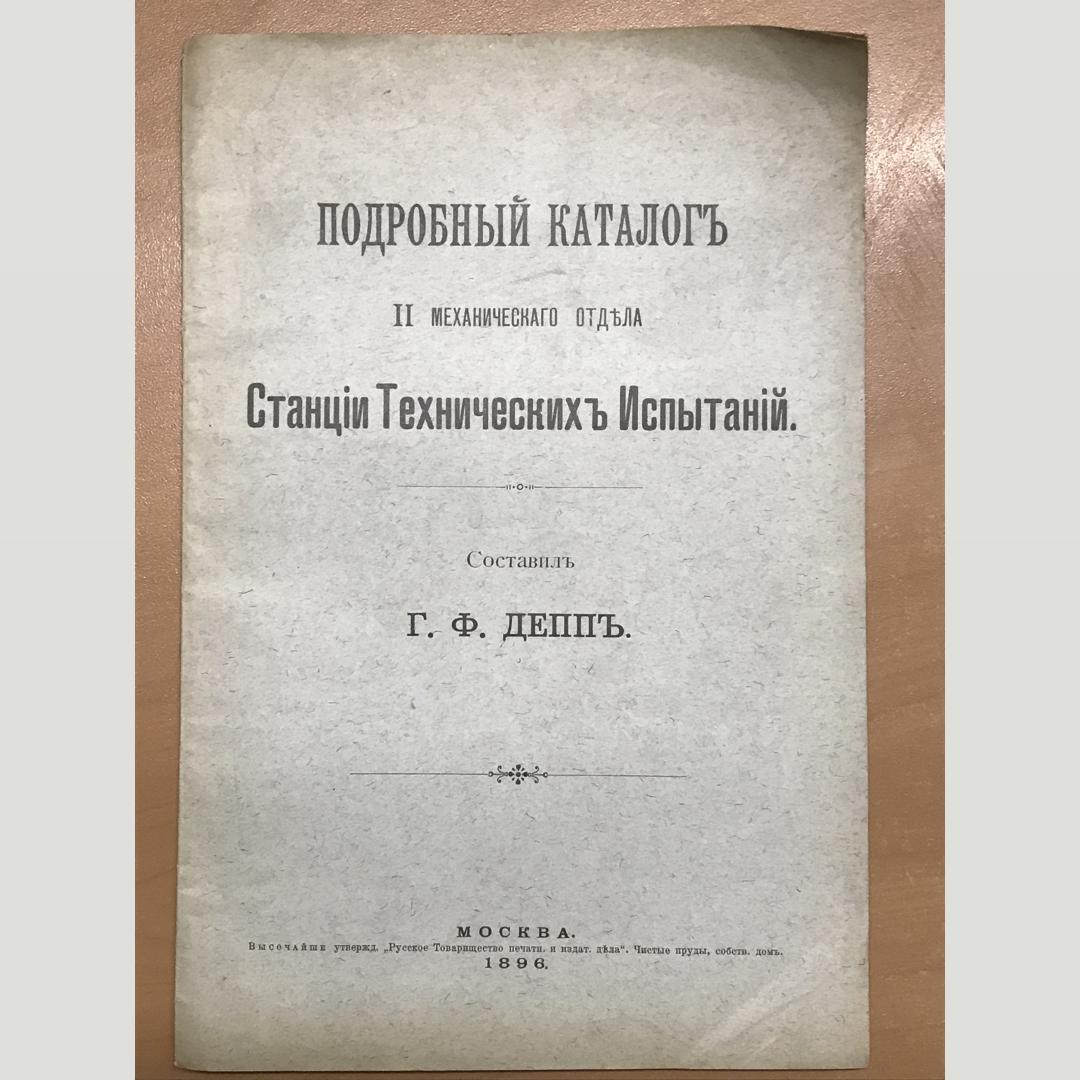 ПОДРОБНЫЙ КАТАЛОГЪ
II МЕХАНИЧЕСКАГО ОТДѢЛА
Станціи Техническихъ Испытаній.
Составилъ
Г. Ф. ДЕППЪ.
МОСКВА.
Высочайше утвержд. „Русское Товарищество печатн. и издат. дѣла“. Чистые пруды, собств. домъ.
1896.